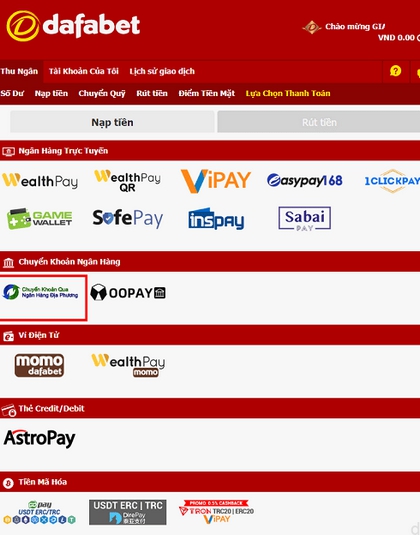 dafabet
Chào mừng GIA
VND 0.00
Thu Ngân Tài Khoản Của Tôi Lịch sử giao dịch
Số Dư Nạp tiền Chuyển Quỹ Rút tiền Điểm Tiền Mặt Lựa Chọn Thanh Toán
Nạp tiền Rút tiền
Ngân Hàng Trực Tuyến
WealthPay WealthPay QR ViPAY easypay168 1CLICKPAY
GAME WALLET SofePay inspay Sabai PAY
Chuyển Khoản Ngân Hàng
Chuyển Khoản Qua
Ngân Hàng Địa Phương
OOPAY
Ví Điện Tử
momo dafabet WealthPay momo
Thẻ Credit/Debit
AstroPay
Tiền Mã Hóa
pay
USDT ERC/TRC
USDT ERC | TRC
DirePay
PROMO 0.5% CASHBACK
TRON TRC20 | ERC20
ViPAY